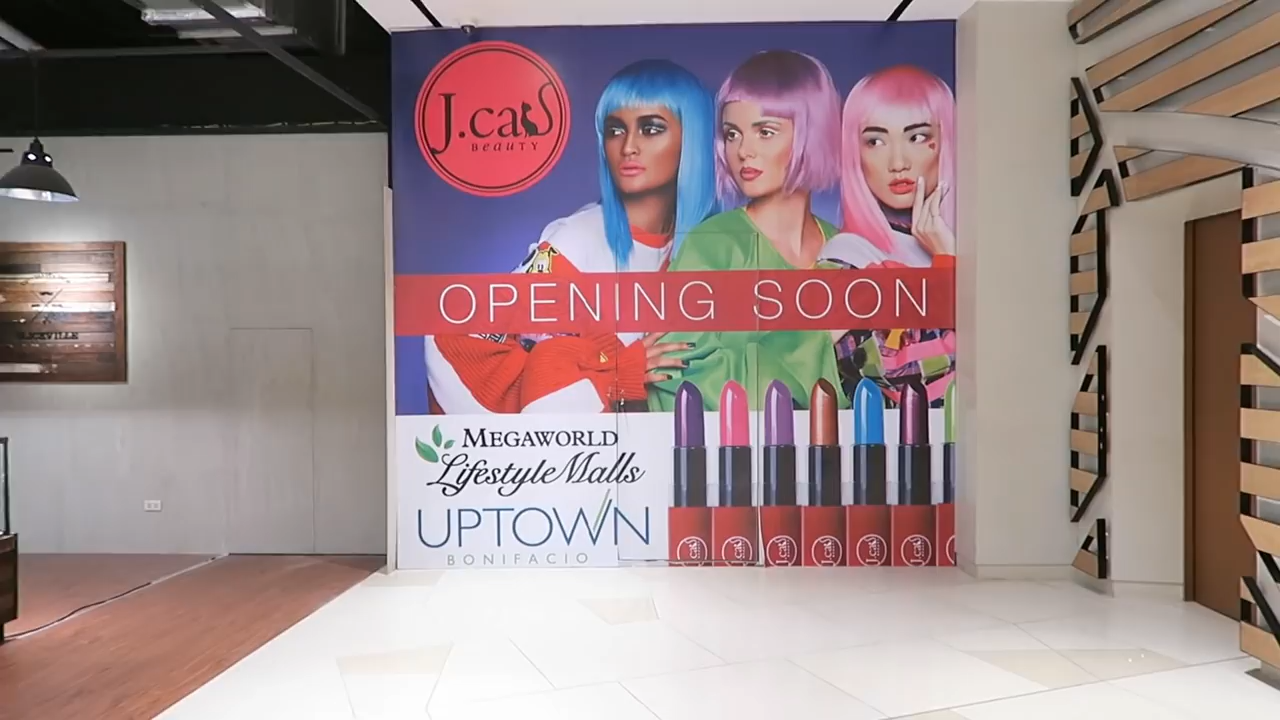 J.cat
BeauTY
OPENING SOON
MEGAWORLD
Lifestyle Malls
UPTOWN
BONIFACIO